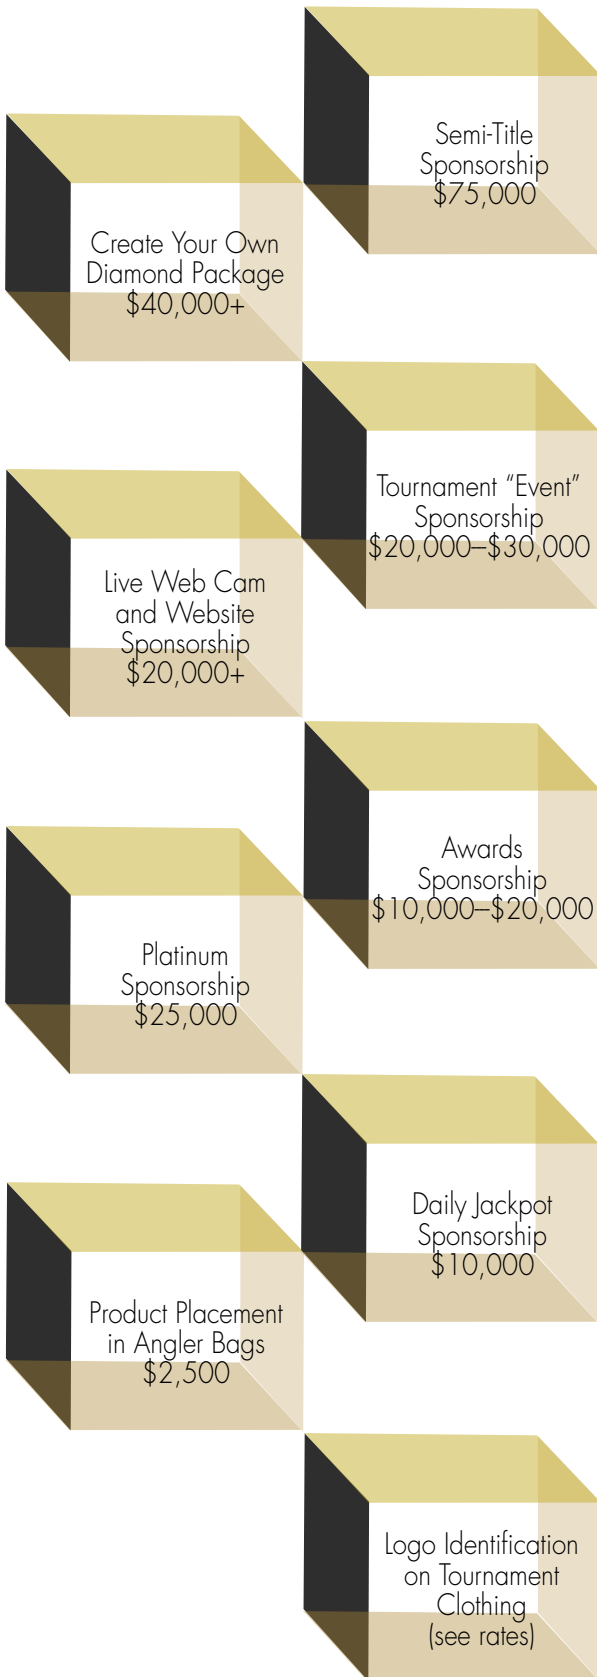 Semi-Title
Sponsorship
$75,000
Create Your Own
Diamond Package
$40,000+
Tournament “Event”
Sponsorship
$20,000–$30,000
Live Web Cam
and Website
Sponsorship
$20,000+
Awards
Sponsorship
$10,000–$20,000
Platinum
Sponsorship
$25,000
Daily Jackpot
Sponsorship
$10,000
Product Placement
in Angler Bags
$2,500
Logo Identification
on Tournament
Clothing
(see rates)